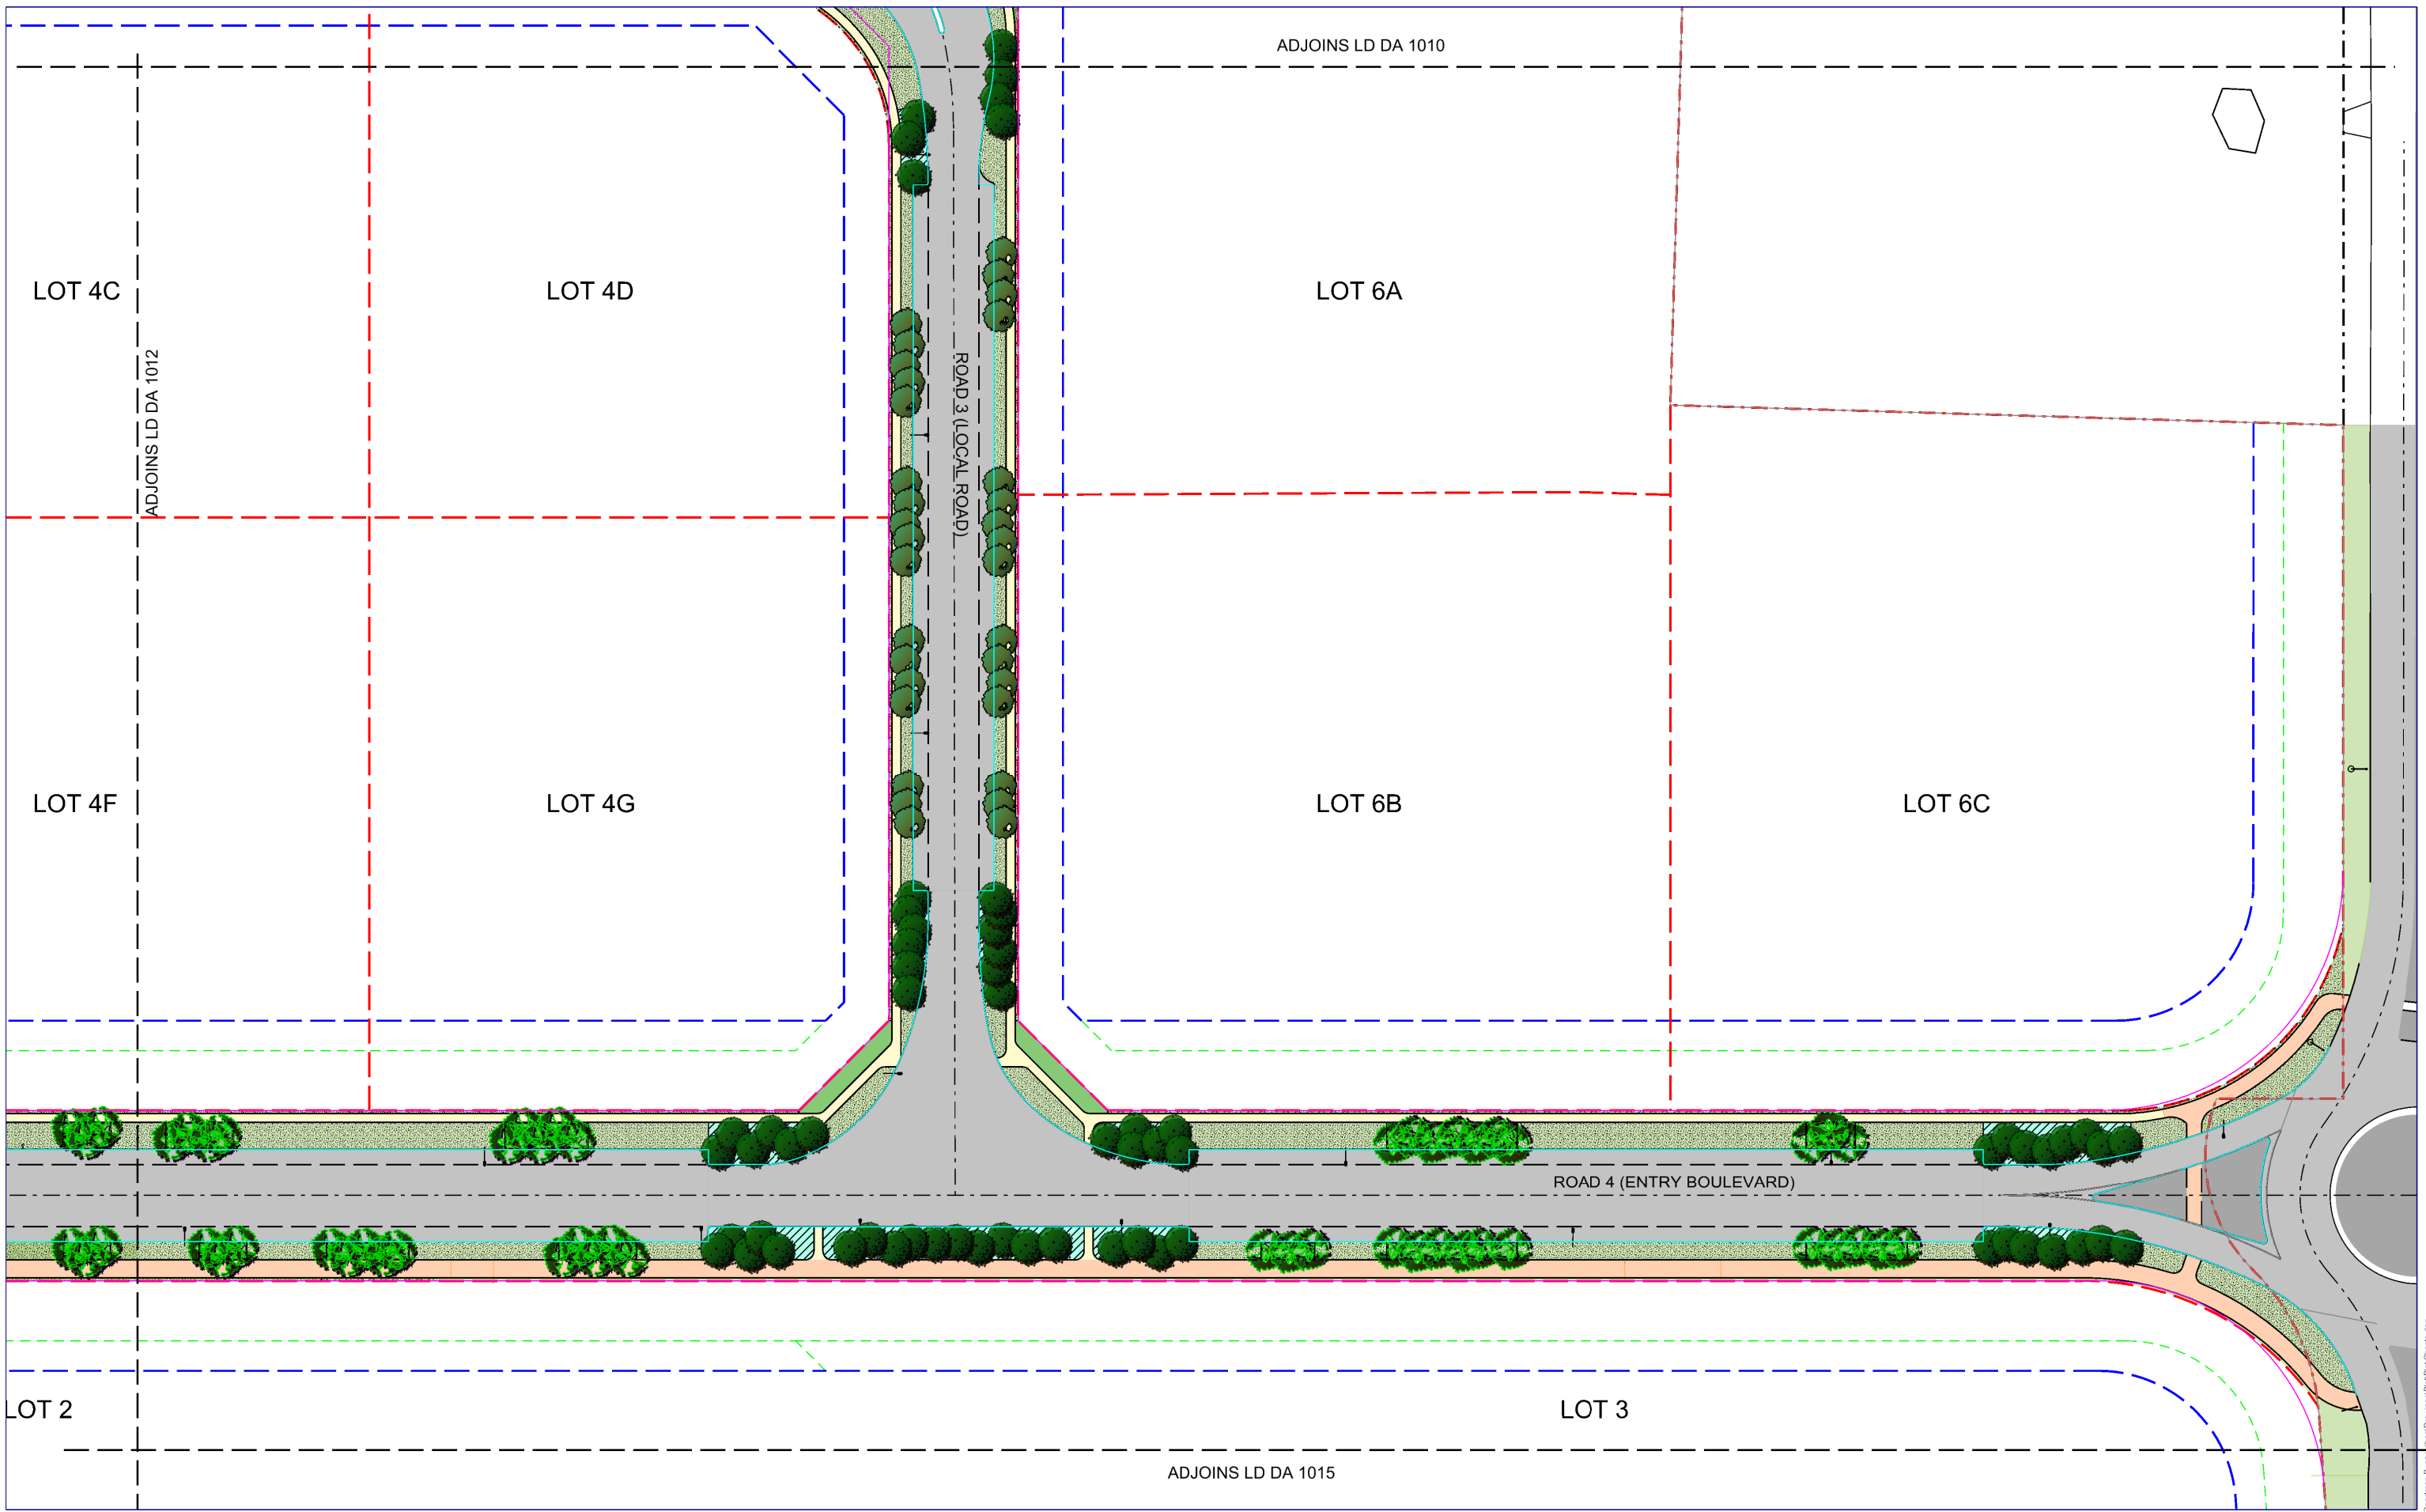 ADJOINS LD DA 1010
LOT 4C
LOT 4D
LOT 6A
ADJOINS LD DA 1012
ROAD 3 (LOCAL ROAD)
LOT 4F
LOT 4G
LOT 6B
LOT 6C
ROAD 4 (ENTRY BOULEVARD)
LOT 2
LOT 3
ADJOINS LD DA 1015